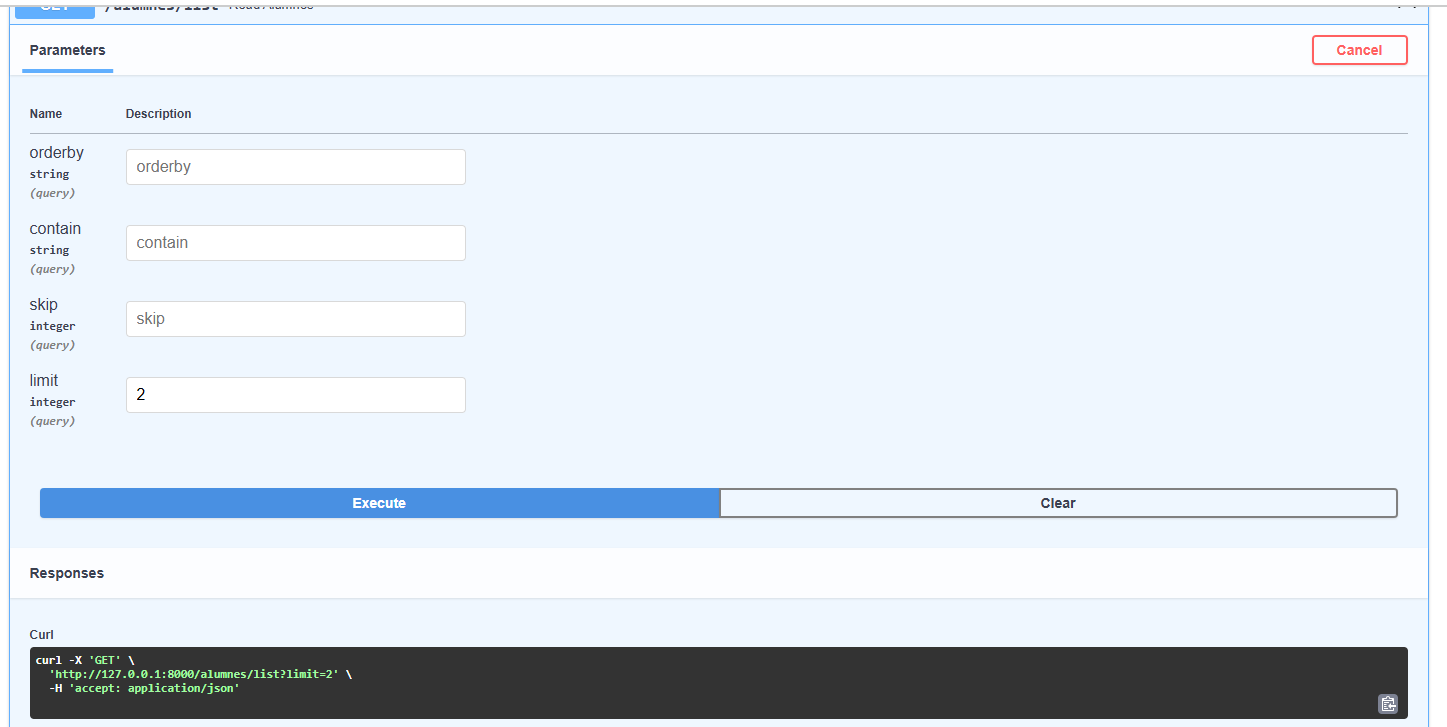 GET /alumnes/list Read Alumnes
Parameters Cancel
Name Description
orderby orderby
string
(query)
contain contain
string
(query)
skip skip
integer
(query)
limit 2
integer
(query)
Execute Clear
Responses
Curl
curl -X 'GET' \
'http://127.0.0.1:8000/alumnes/list?limit=2' \
-H 'accept: application/json'